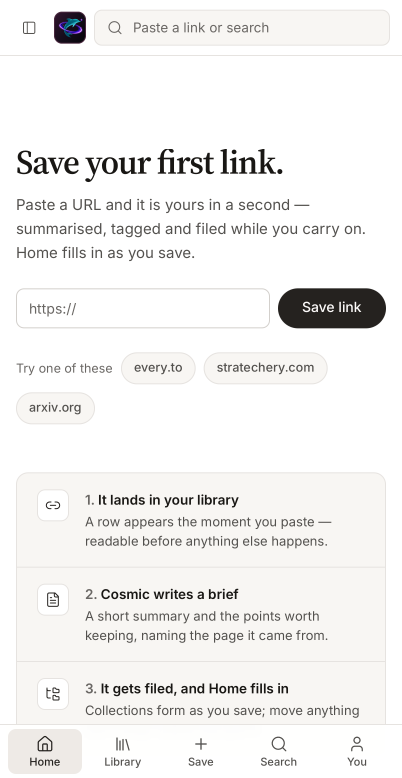 Paste a link or search
Save your first link.
Paste a URL and it is yours in a second —
summarised, tagged and filed while you carry on.
Home fills in as you save.
https://
Save link
Try one of these
every.to
stratechery.com
arxiv.org
1. It lands in your library
A row appears the moment you paste —
readable before anything else happens.
2. Cosmic writes a brief
A short summary and the points worth
keeping, naming the page it came from.
3. It gets filed, and Home fills in
Collections form as you save; move anything
Home
Library
Save
Search
You